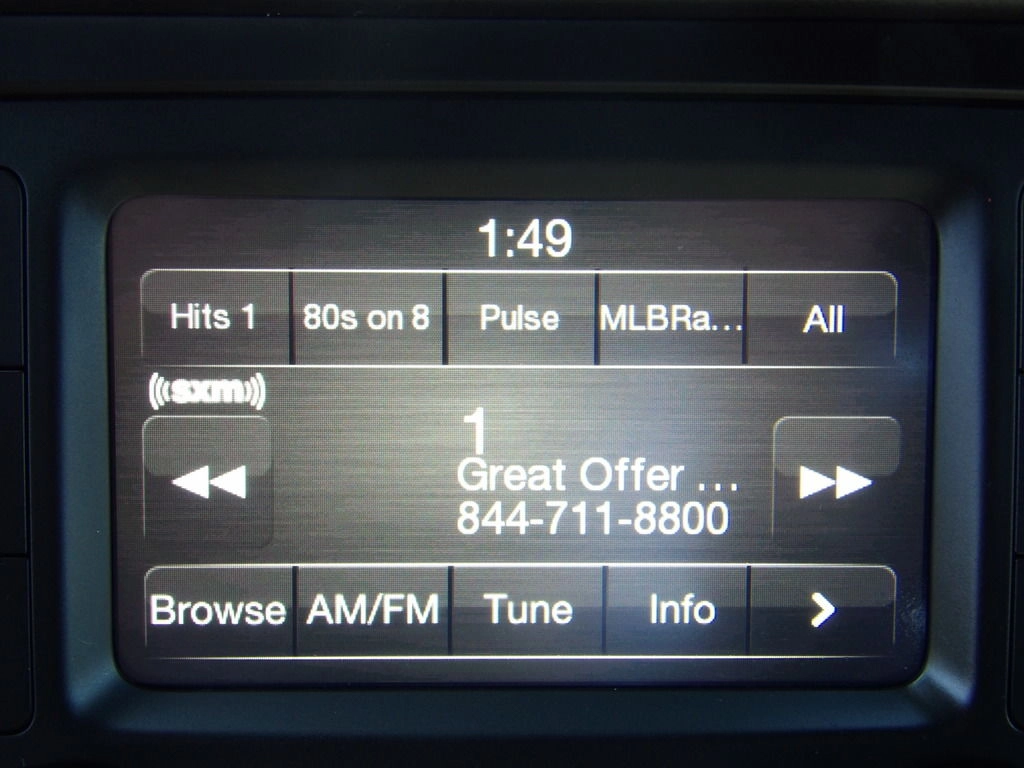 1:49
Hits 1 80s on 8 Pulse MLBRa... All
((sxm))
1
Great Offer ...
844-711-8800
Browse AM/FM Tune Info >